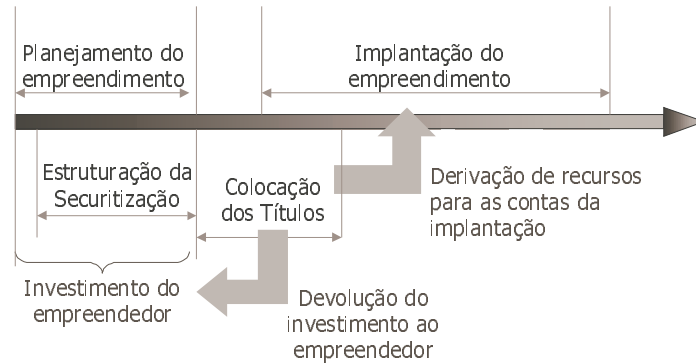 Planejamento do
empreendimento
Implantação do
empreendimento
Estruturação da
Securitização
Colocação
dos Títulos
Derivação de recursos
para as contas da
implantação
Investimento do
empreendedor
Devolução do
investimento ao
empreendedor